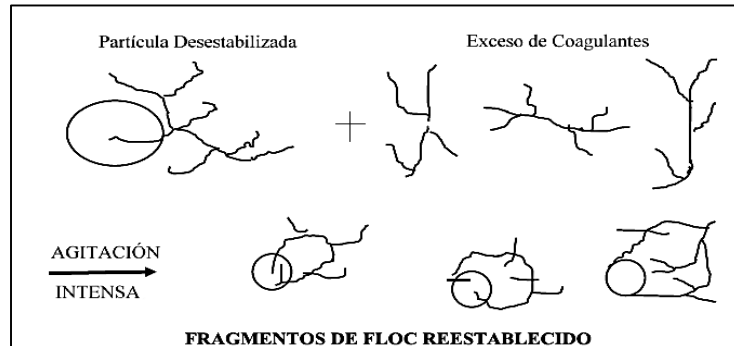 Partícula Desestabilizada
Exceso de Coagulantes
+
AGITACIÓN
INTENSA
FRAGMENTOS DE FLOC REESTABLECIDO